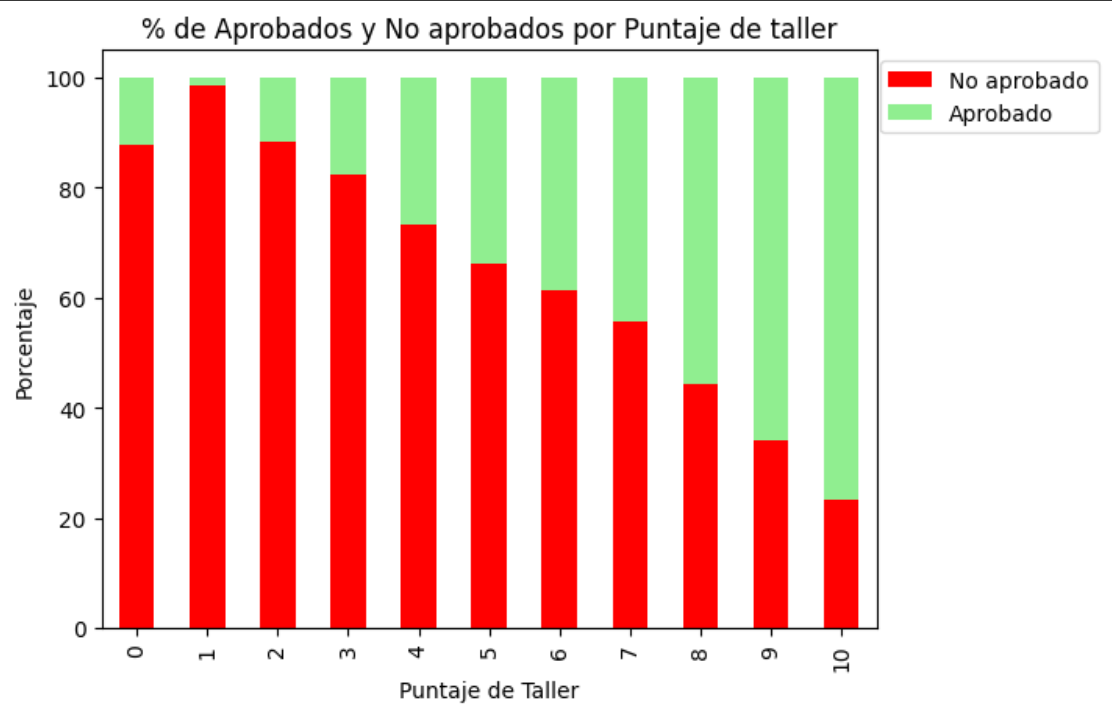 % de Aprobados y No aprobados por Puntaje de taller
No aprobado
Aprobado
100
80
60
40
20
0
Porcentaje
0 1 2 3 4 5 6 7 8 9 10
Puntaje de Taller